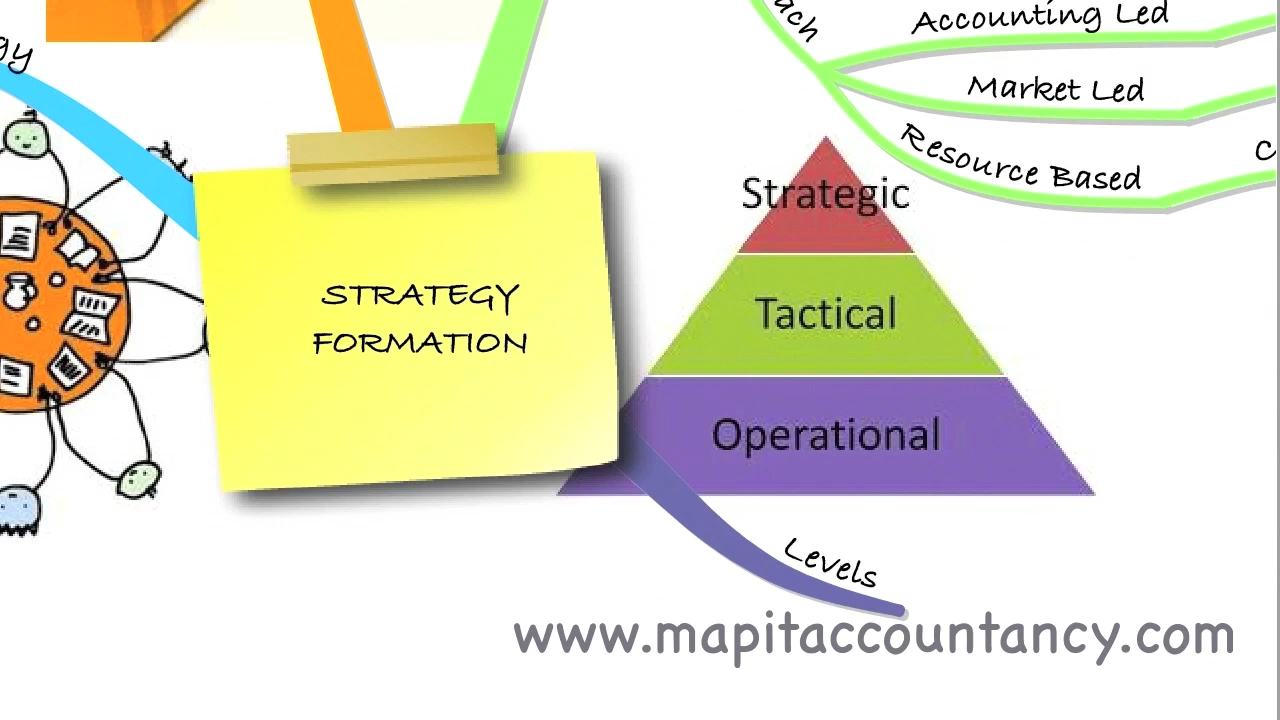 Accounting Led
Market Led
Resource Based
Strategic
Tactical
Operational
STRATEGY
FORMATION
Levels
www.mapitaccountancy.com